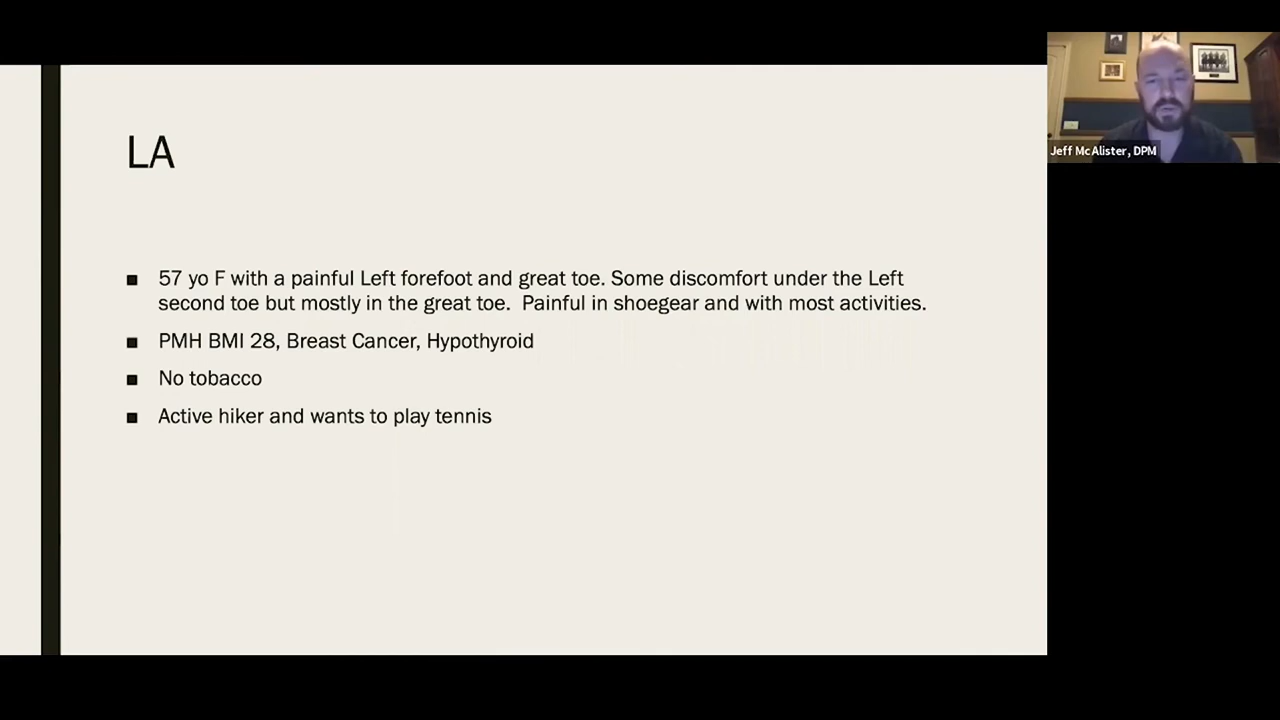 LA
57 yo F with a painful Left forefoot and great toe. Some discomfort under the Left
second toe but mostly in the great toe.  Painful in shoegear and with most activities.
PMH BMI 28, Breast Cancer, Hypothyroid
No tobacco
Active hiker and wants to play tennis
Jeff McAlister, DPM